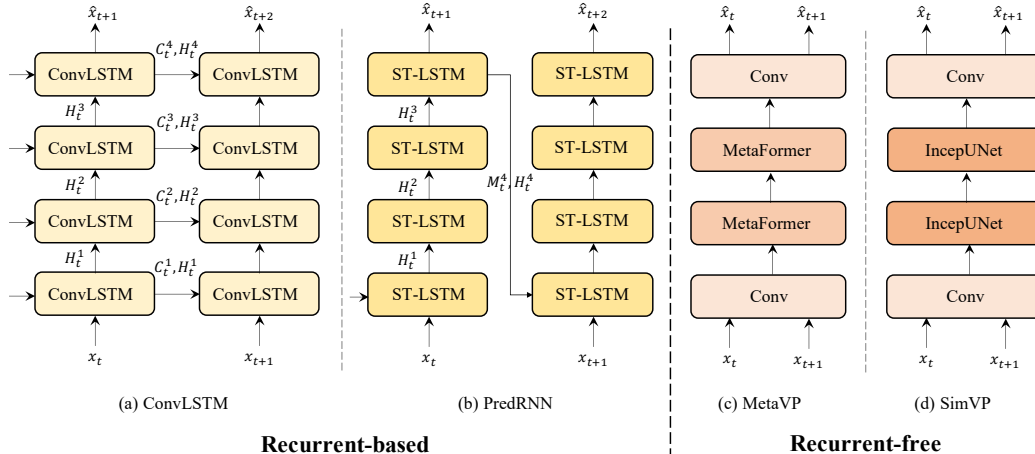 x̂_{t+1} x̂_{t+2} x̂_{t+1} x̂_{t+2} x̂_t x̂_{t+1} x̂_t x̂_{t+1}
ConvLSTM C_t^4, H_t^4 ConvLSTM ST-LSTM ST-LSTM Conv Conv
H_t^3 H_t^3
ConvLSTM C_t^3, H_t^3 ConvLSTM ST-LSTM ST-LSTM MetaFormer IncepUNet
H_t^2 H_t^2 M_t^4, H_t^4
ConvLSTM C_t^2, H_t^2 ConvLSTM ST-LSTM ST-LSTM MetaFormer IncepUNet
H_t^1 H_t^1
ConvLSTM C_t^1, H_t^1 ConvLSTM ST-LSTM ST-LSTM Conv Conv
x_t x_{t+1} x_t x_{t+1} x_t x_{t+1} x_t x_{t+1}
(a) ConvLSTM (b) PredRNN (c) MetaVP (d) SimVP
Recurrent-based Recurrent-free